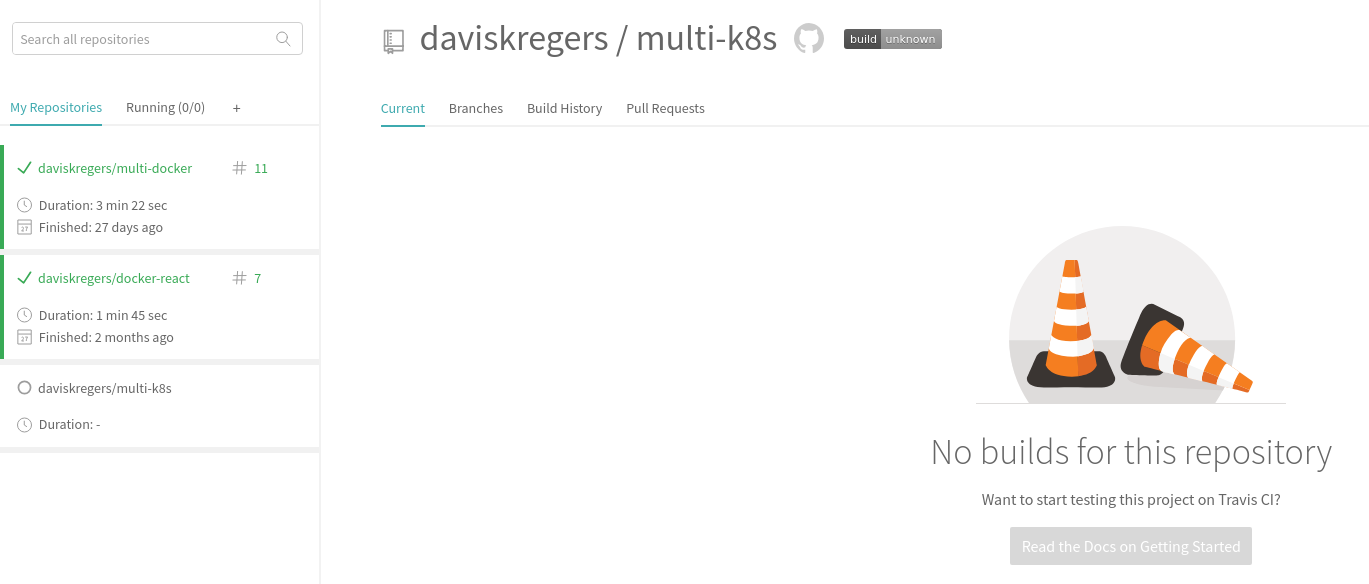 Search all repositories
My Repositories Running (0/0) +
daviskregers/multi-docker # 11
Duration: 3 min 22 sec
27 Finished: 27 days ago
daviskregers/docker-react # 7
Duration: 1 min 45 sec
27 Finished: 2 months ago
daviskregers/multi-k8s
Duration: -
daviskregers / multi-k8s build unknown
Current Branches Build History Pull Requests
No builds for this repository
Want to start testing this project on Travis CI?
Read the Docs on Getting Started